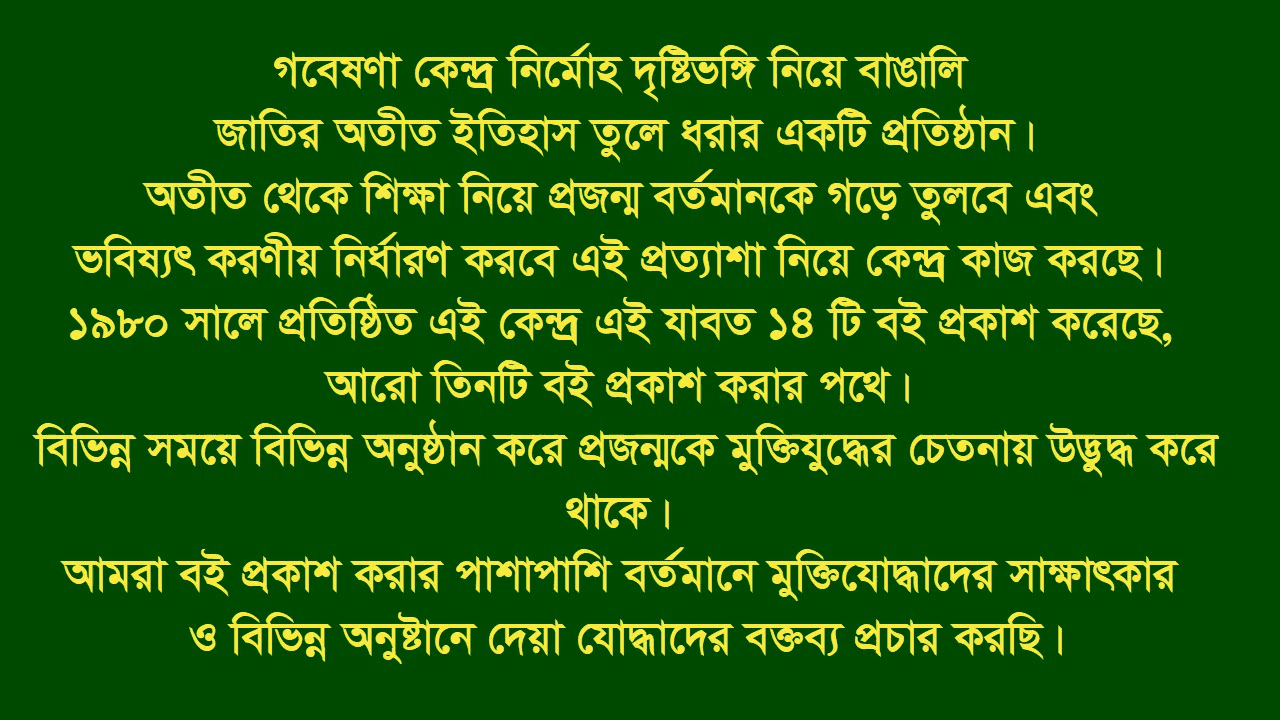 গবেষণা কেন্দ্র নির্মোহ দৃষ্টিভঙ্গি নিয়ে বাঙালি
জাতির অতীত ইতিহাস তুলে ধরার একটি প্রতিষ্ঠান।
অতীত থেকে শিক্ষা নিয়ে প্রজন্ম বর্তমানকে গড়ে তুলবে এবং
ভবিষ্যৎ করণীয় নির্ধারণ করবে এই প্রত্যাশা নিয়ে কেন্দ্র কাজ করছে।
১৯৮০ সালে প্রতিষ্ঠিত এই কেন্দ্র এই যাবত ১৪ টি বই প্রকাশ করেছে,
আরো তিনটি বই প্রকাশ করার পথে।
বিভিন্ন সময়ে বিভিন্ন অনুষ্ঠান করে প্রজন্মকে মুক্তিযুদ্ধের চেতনায় উদ্ভুদ্ধ করে
থাকে।
আমরা বই প্রকাশ করার পাশাপাশি বর্তমানে মুক্তিযোদ্ধাদের সাক্ষাৎকার
ও বিভিন্ন অনুষ্টানে দেয়া যোদ্ধাদের বক্তব্য প্রচার করছি।